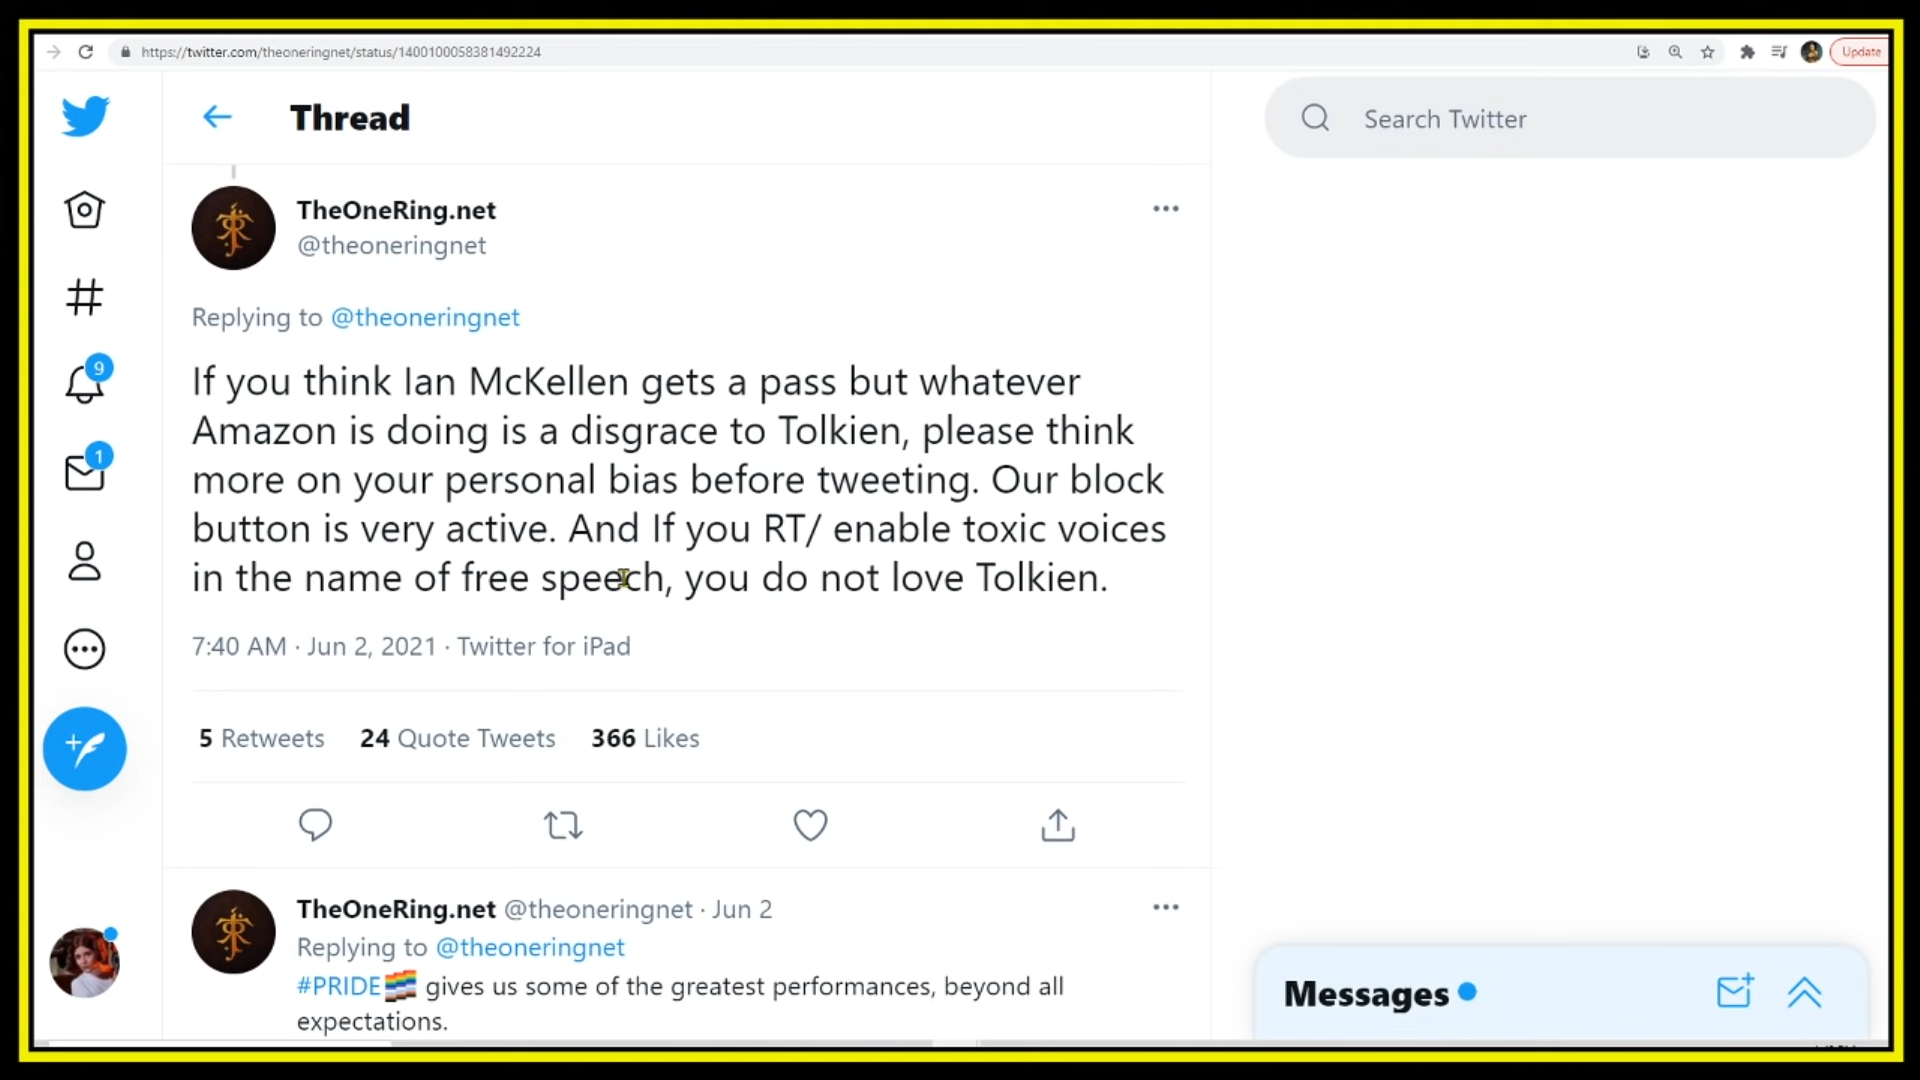 https://twitter.com/theoneringnet/status/1400100058381492224
Update
Thread
Search Twitter
TheOneRing.net
@theoneringnet
Replying to @theoneringnet
If you think Ian McKellen gets a pass but whatever
Amazon is doing is a disgrace to Tolkien, please think
more on your personal bias before tweeting. Our block
button is very active. And If you RT/ enable toxic voices
in the name of free speech, you do not love Tolkien.
7:40 AM · Jun 2, 2021 · Twitter for iPad
5 Retweets 24 Quote Tweets 366 Likes
9
1
TheOneRing.net @theoneringnet · Jun 2
Replying to @theoneringnet
#PRIDE gives us some of the greatest performances, beyond all
expectations.
Messages